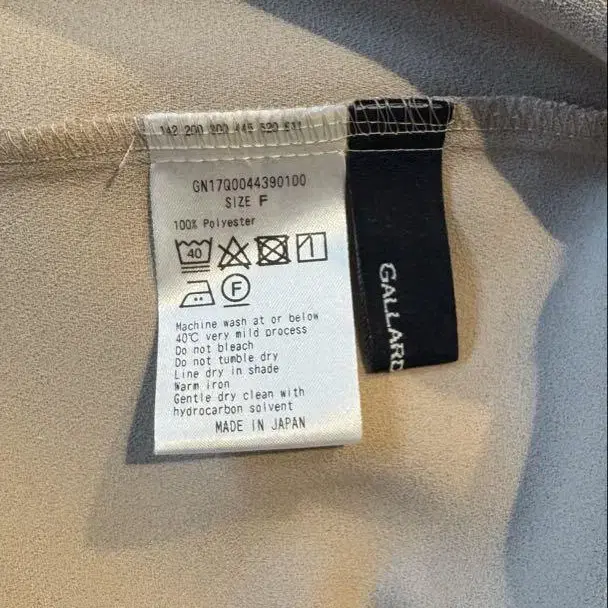 GN17Q0044390100
SIZE F
100% Polyester
40
F
Machine wash at or below
40℃ very mild process
Do not bleach
Do not tumble dry
Line dry in shade
Warm iron
Gentle dry clean with
hydrocarbon solvent
MADE IN JAPAN